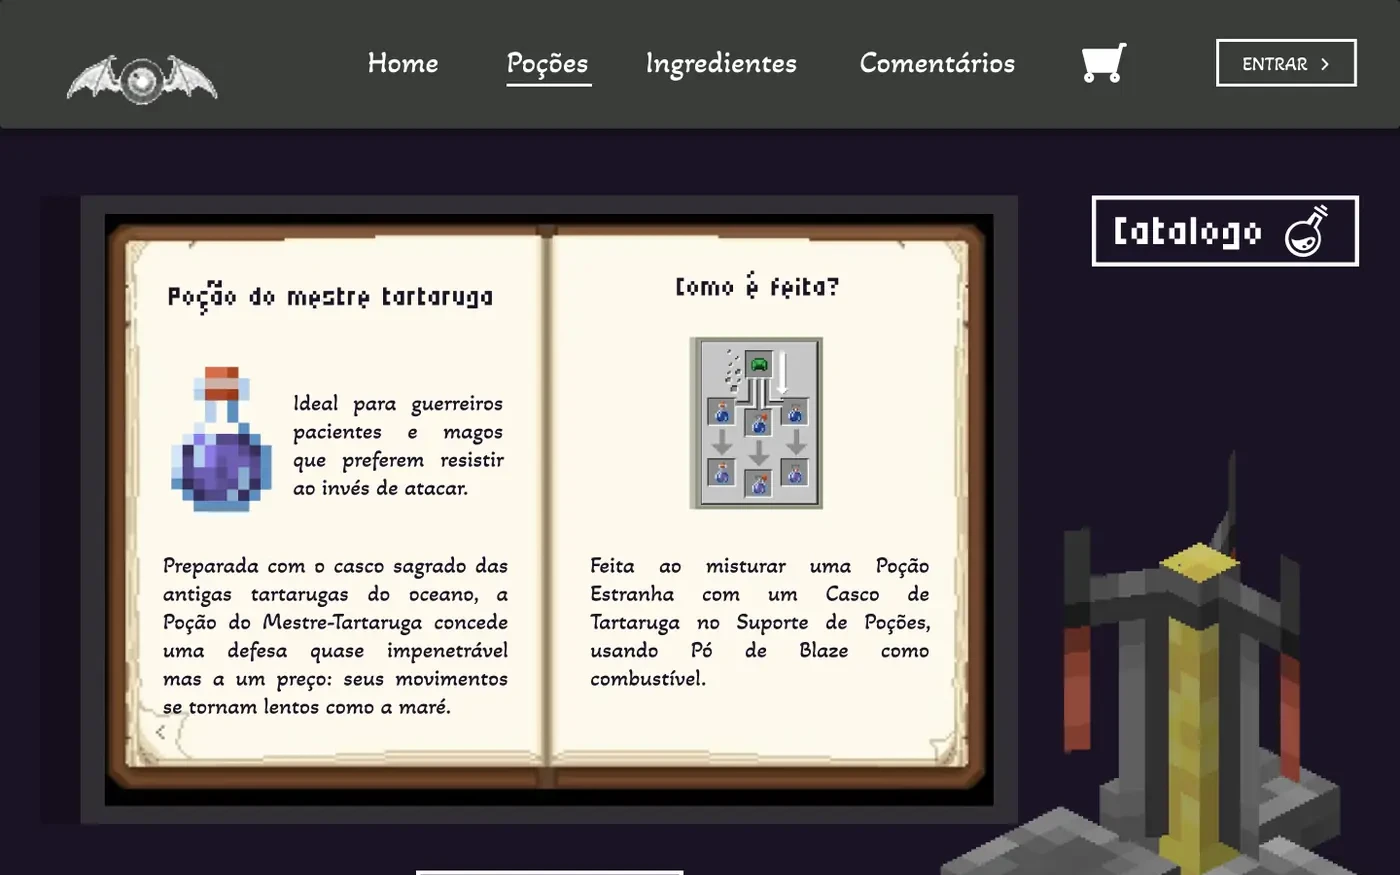 Home Poções Ingredientes Comentários ENTRAR
Catalogo
Poção do mestre tartaruga
Ideal para guerreiros
pacientes e magos
que preferem resistir
ao invés de atacar.
Preparada com o casco sagrado das
antigas tartarugas do oceano, a
Poção do Mestre-Tartaruga concede
uma defesa quase impenetrável
mas a um preço: seus movimentos
se tornam lentos como a maré.
Como é feita?
Feita ao misturar uma Poção
Estranha com um Casco de
Tartaruga no Suporte de Poções,
usando Pó de Blaze como
combustível.